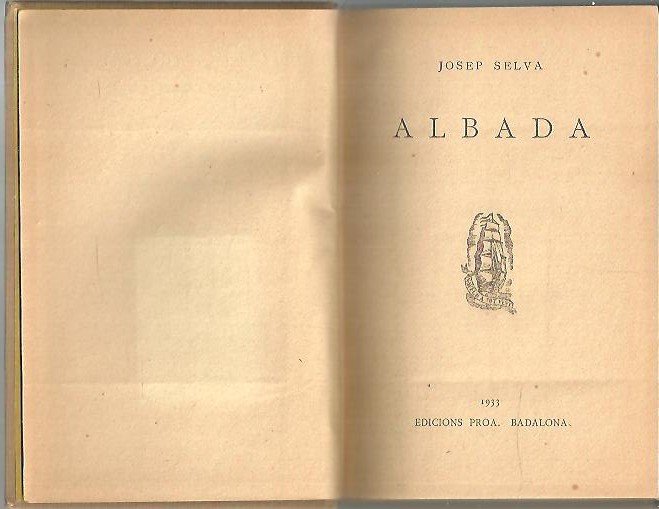 JOSEP SELVA
ALBADA
1933
EDICIONS PROA. BADALONA.